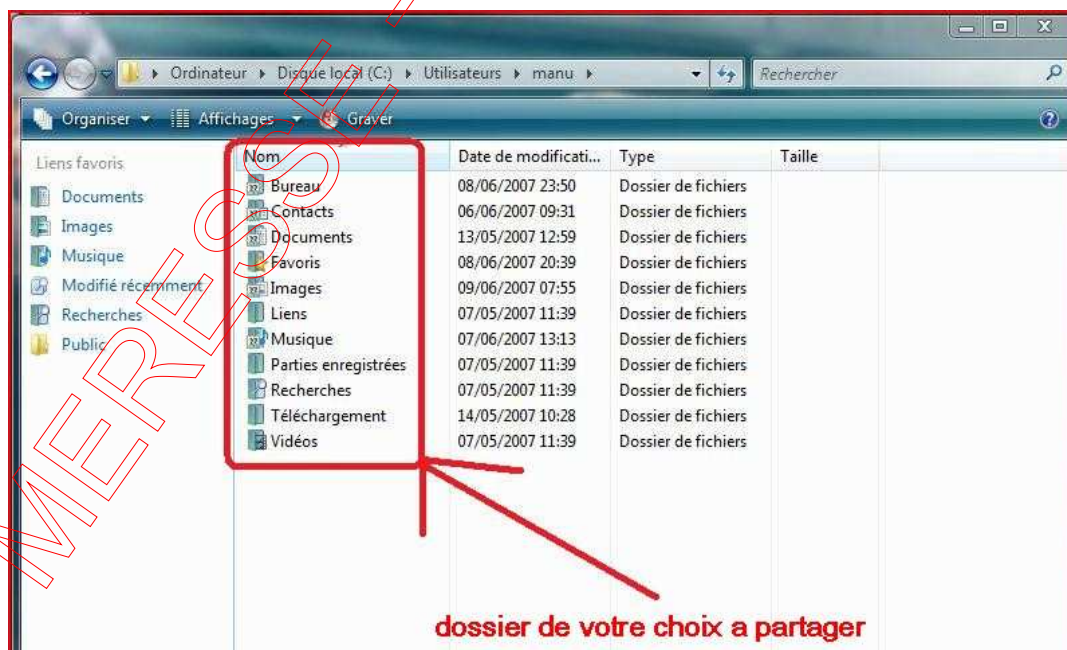 Ordinateur ▸ Disque local (C:) ▸ Utilisateurs ▸ manu ▸ Rechercher
Organiser Affichages Graver
Liens favoris
Documents
Images
Musique
Modifié récemment
Recherches
Public
Nom Date de modificati... Type Taille
Bureau 08/06/2007 23:50 Dossier de fichiers
Contacts 06/06/2007 09:31 Dossier de fichiers
Documents 13/05/2007 12:59 Dossier de fichiers
Favoris 08/06/2007 20:39 Dossier de fichiers
Images 09/06/2007 07:55 Dossier de fichiers
Liens 07/05/2007 11:39 Dossier de fichiers
Musique 07/06/2007 13:13 Dossier de fichiers
Parties enregistrées 07/05/2007 11:39 Dossier de fichiers
Recherches 07/05/2007 11:39 Dossier de fichiers
Téléchargement 14/05/2007 10:28 Dossier de fichiers
Vidéos 07/05/2007 11:39 Dossier de fichiers
dossier de votre choix a partager